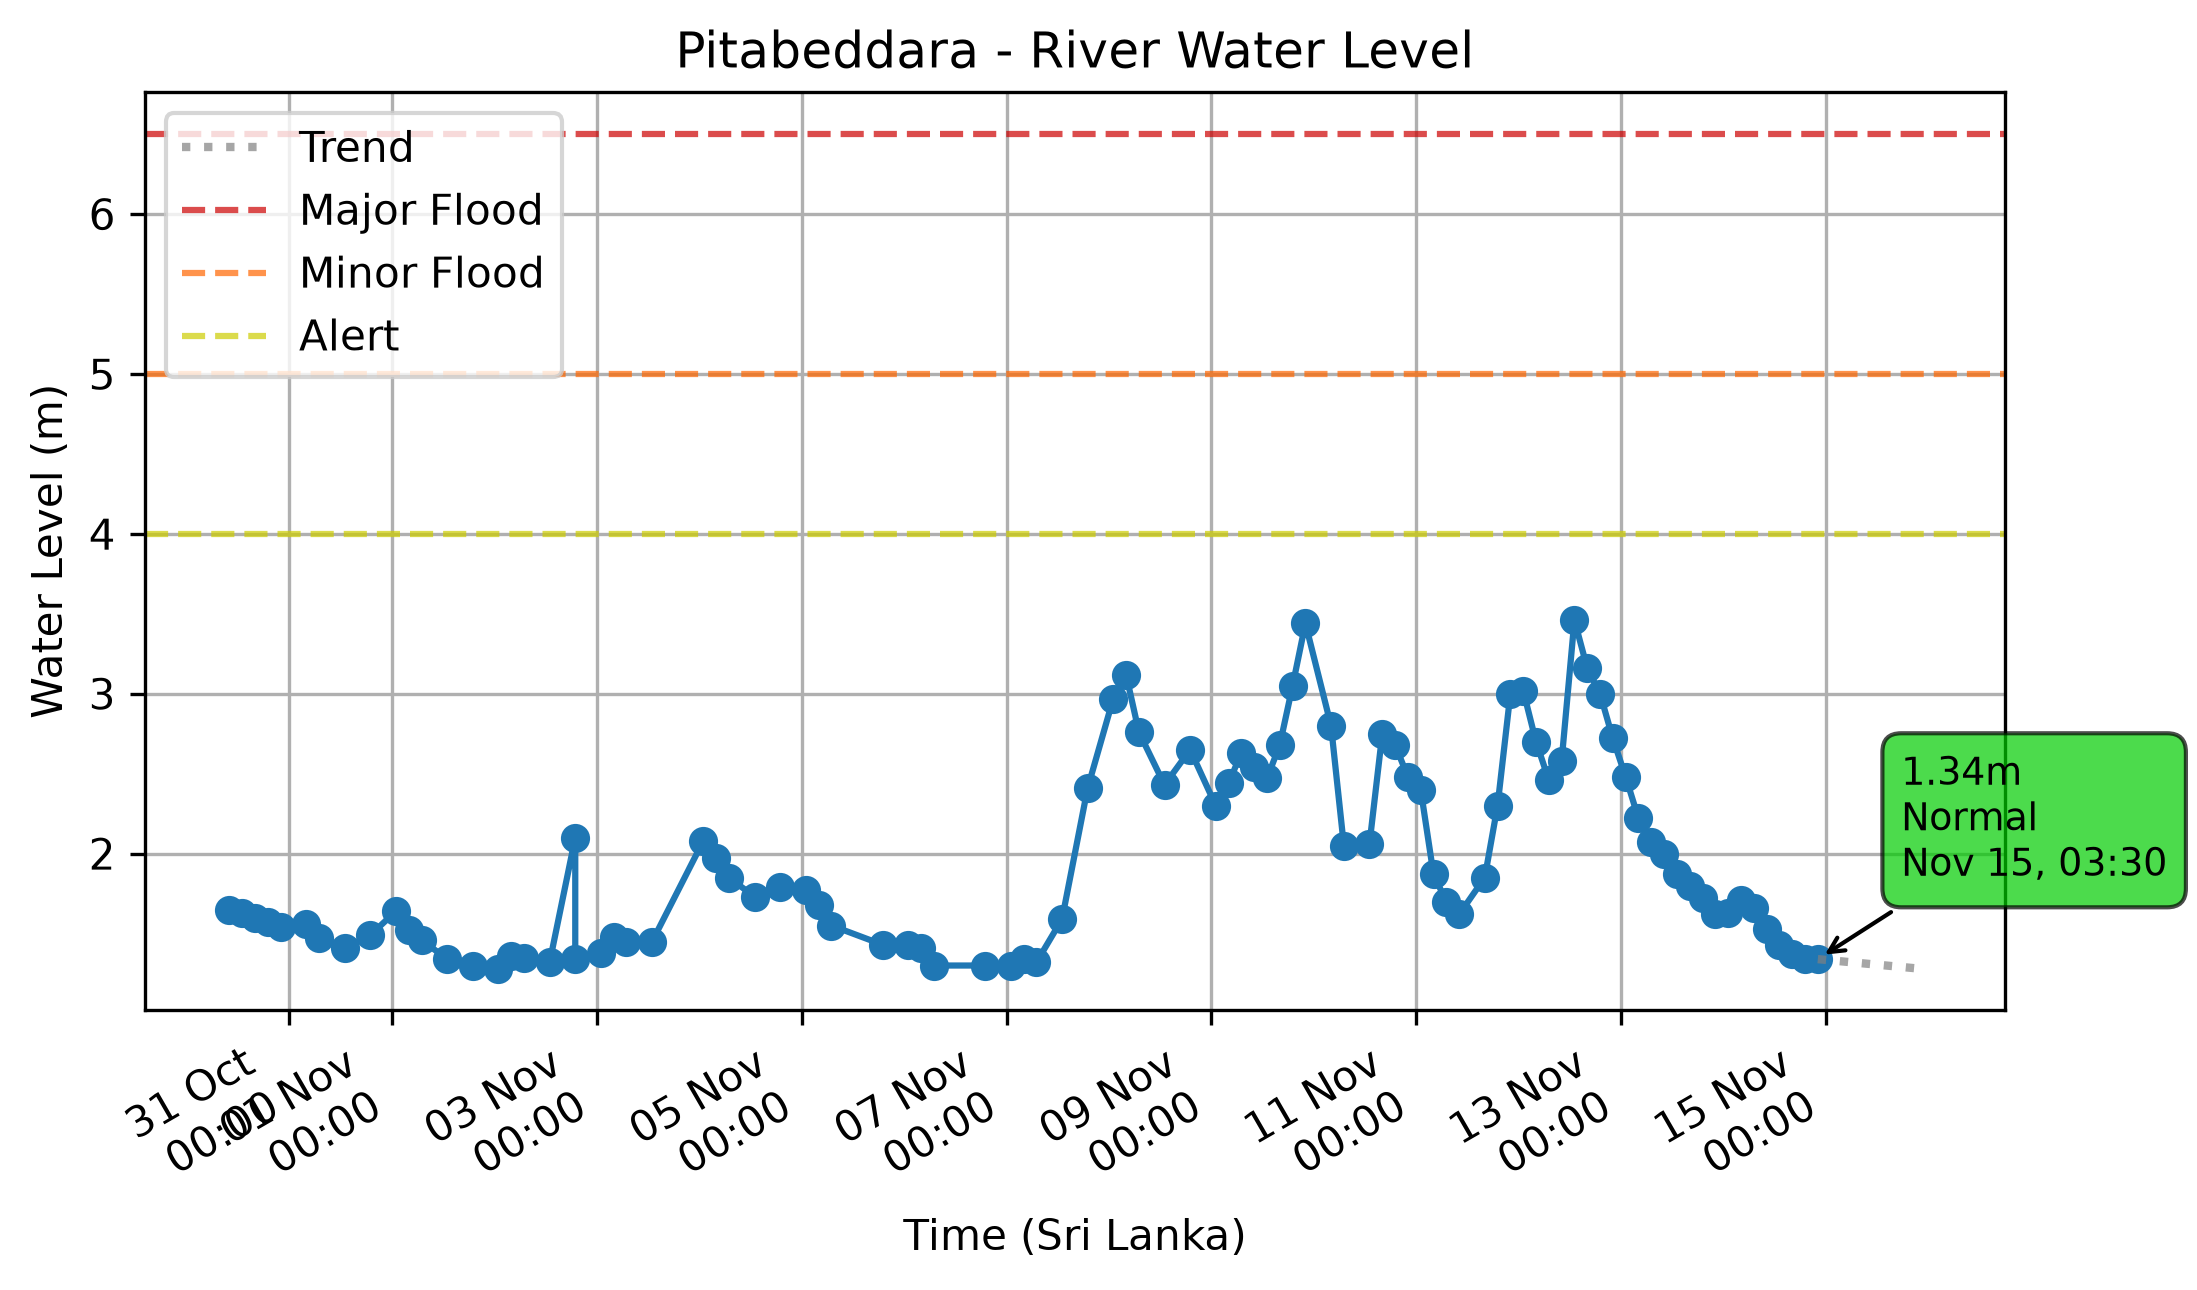 Pitabeddara - River Water Level
Trend
Major Flood
Minor Flood
Alert
Water Level (m)
6
5
4
3
2
1.34m
Normal
Nov 15, 03:30
31 Oct
00:00
01 Nov
00:00
03 Nov
00:00
05 Nov
00:00
07 Nov
00:00
09 Nov
00:00
11 Nov
00:00
13 Nov
00:00
15 Nov
00:00
Time (Sri Lanka)